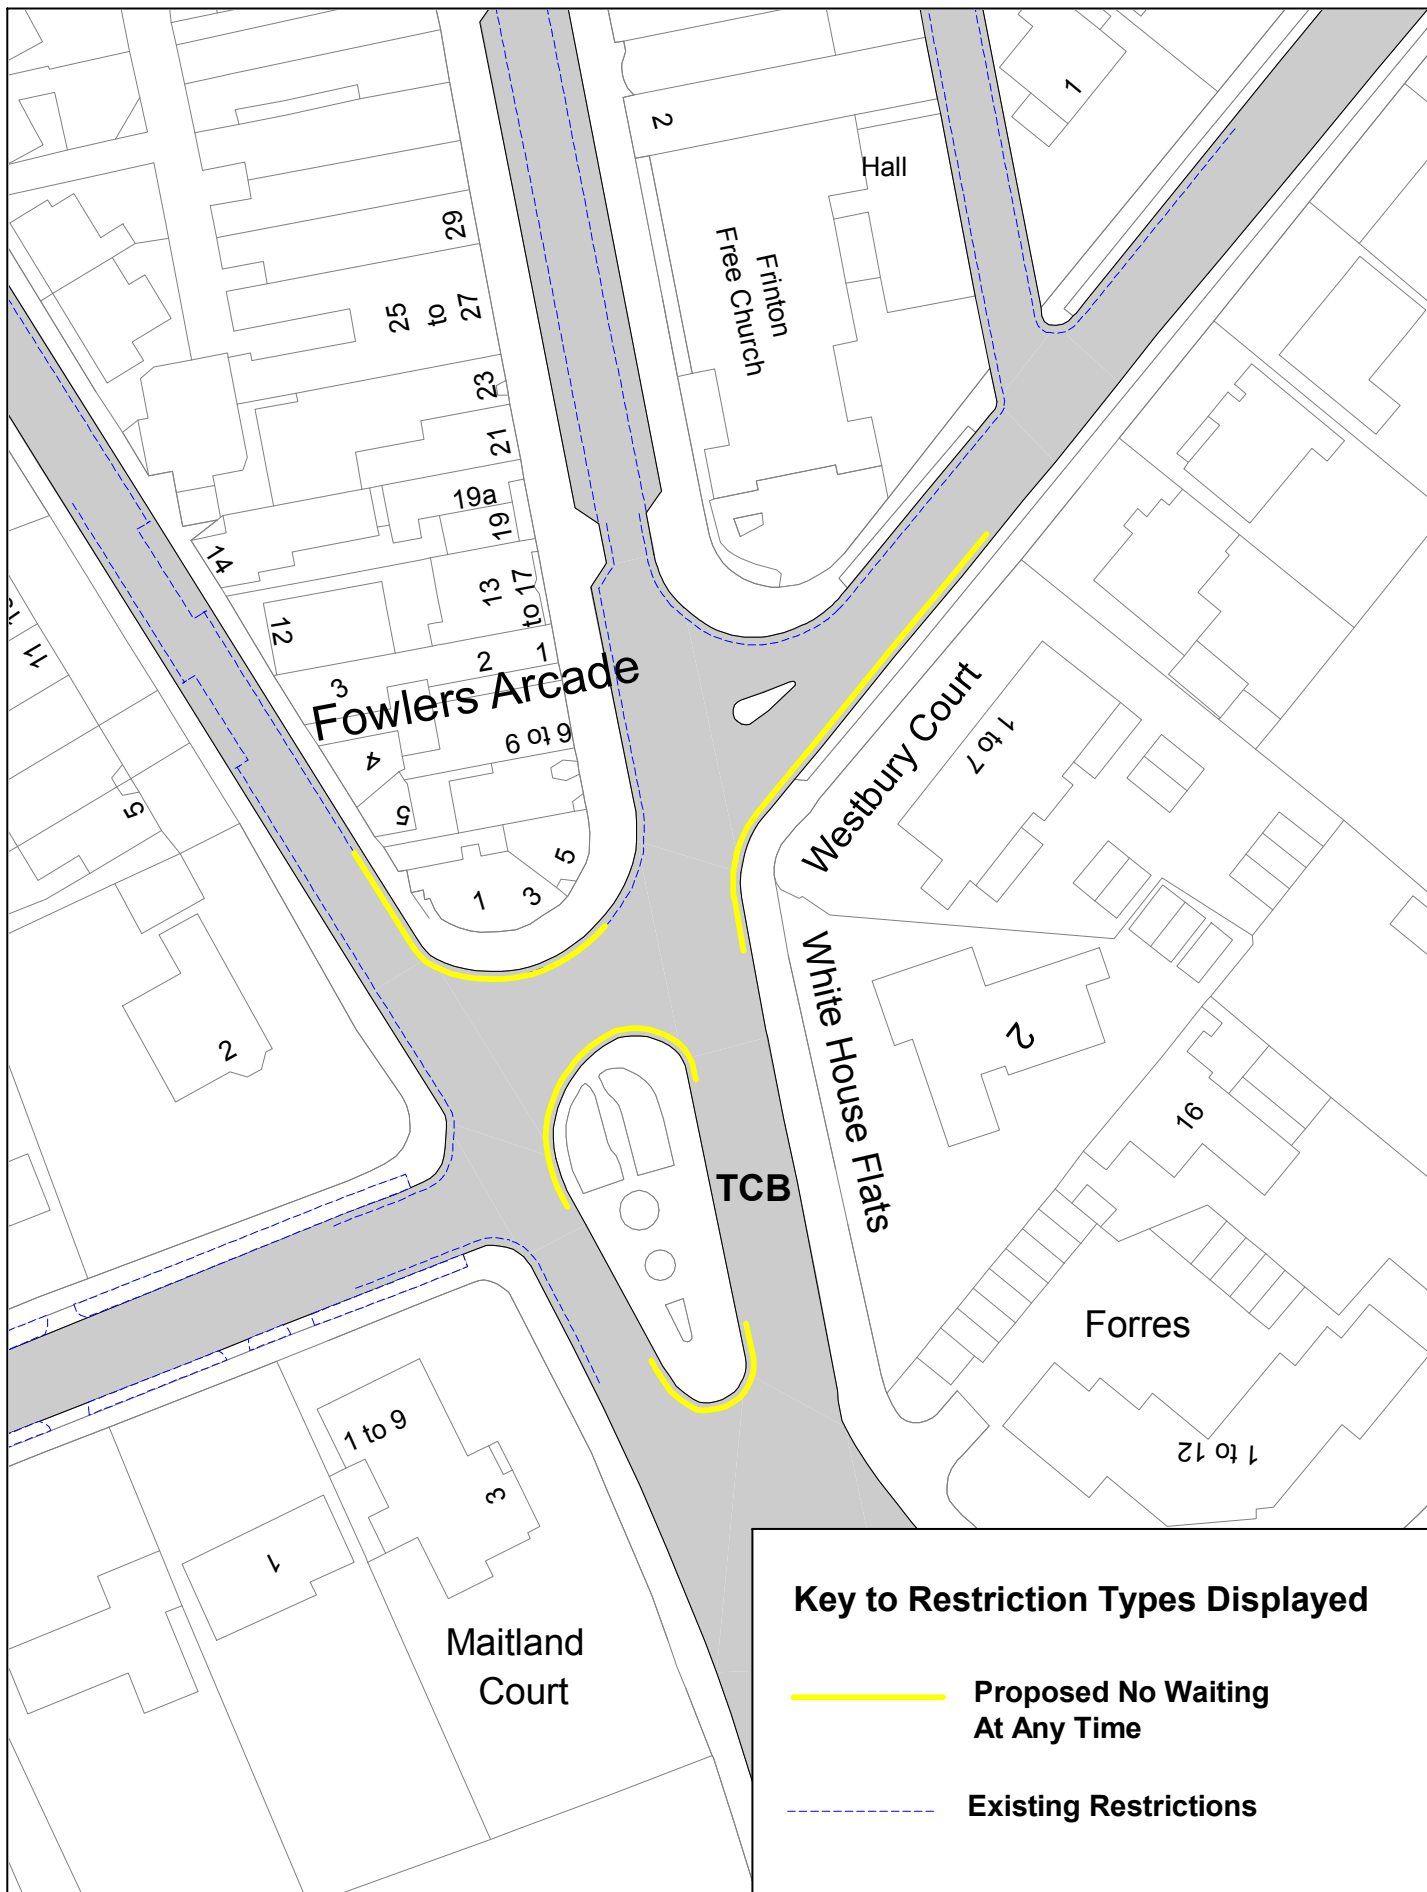 1
2
Hall
29
Frinton
Free Church
25
to
27
23
21
19a
19
14
13
to 17
12
11
2
1
3
Fowlers Arcade
6 to 9
4
5
5
5
1
3
Westbury Court
1 to 7
White House Flats
2
2
16
TCB
Forres
1 to 9
3
1 to 12
1
Maitland
Court
Key to Restriction Types Displayed
Proposed No Waiting
At Any Time
Existing Restrictions